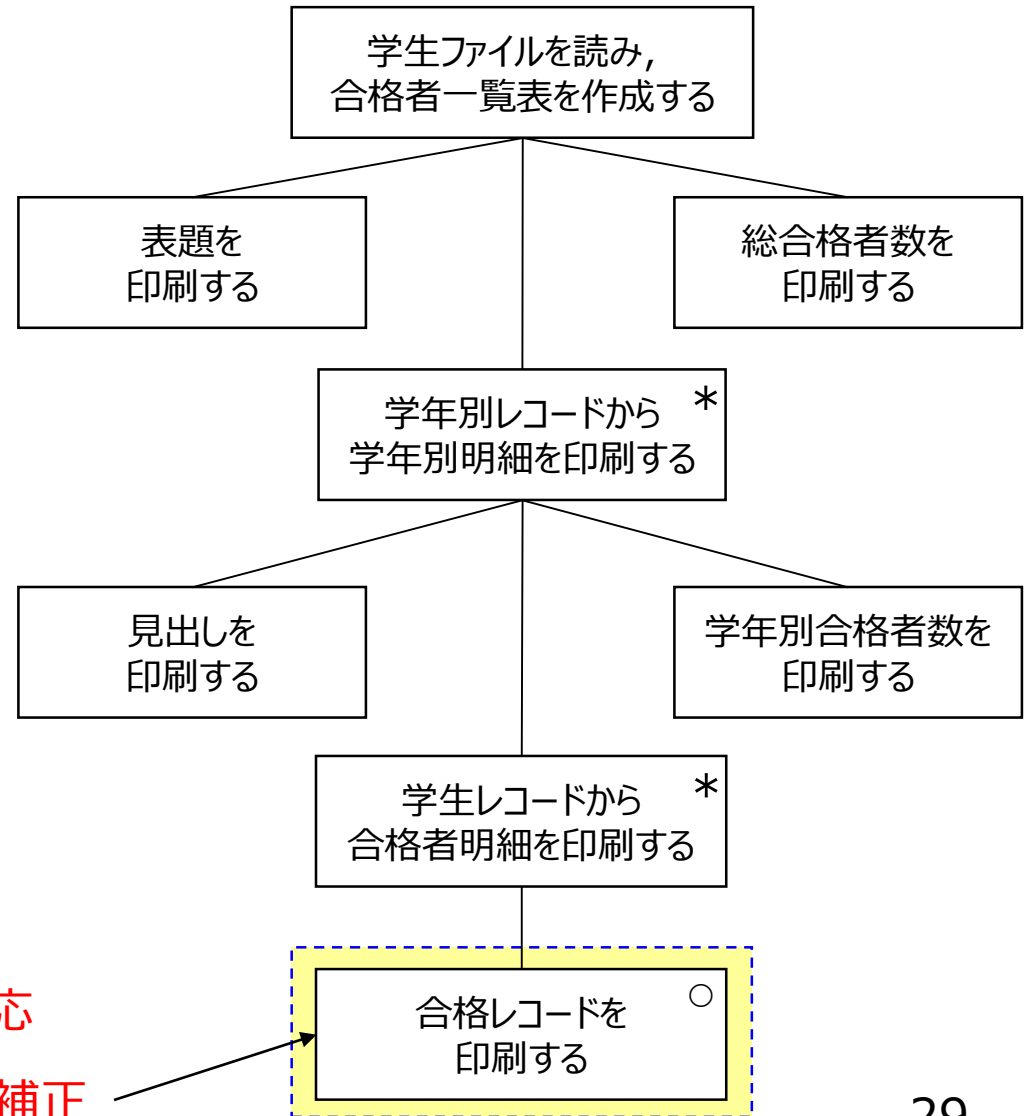 学生ファイルを読み,
合格者一覧表を作成する
表題を
印刷する
総合格者数を
印刷する
学年別レコードから *
学年別明細を印刷する
見出しを
印刷する
学年別合格者数を
印刷する
学生レコードから *
合格者明細を印刷する
合格レコードを ○
印刷する
応
補正
29